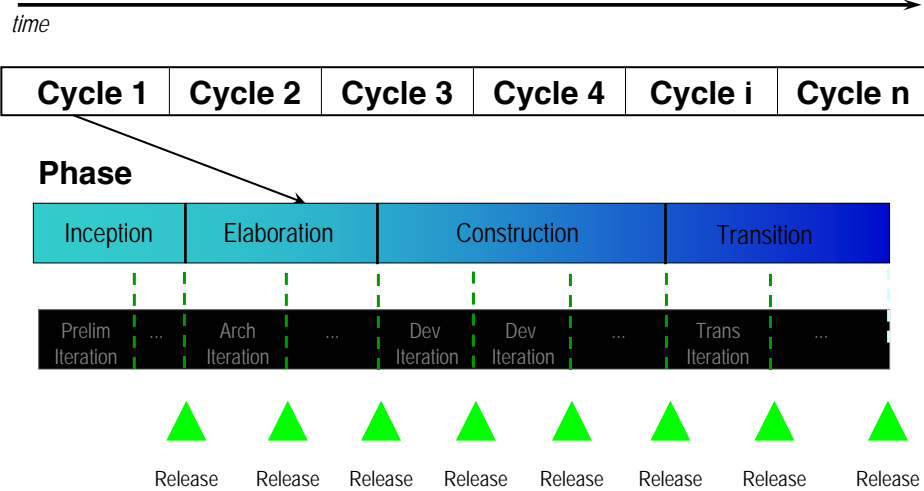 time
Cycle 1 Cycle 2 Cycle 3 Cycle 4 Cycle i Cycle n
Phase
Inception Elaboration Construction Transition
Prelim ... Arch ... Dev Dev ... Trans ...
Iteration Iteration Iteration Iteration Iteration
Release Release Release Release Release Release Release Release